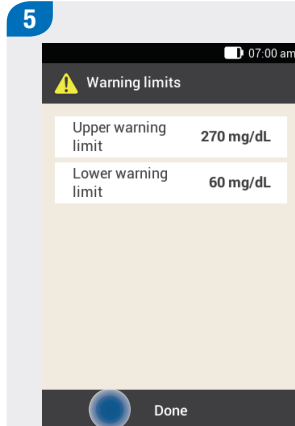 5
07:00 am
Warning limits
Upper warning
limit
270 mg/dL
Lower warning
limit
60 mg/dL
Done